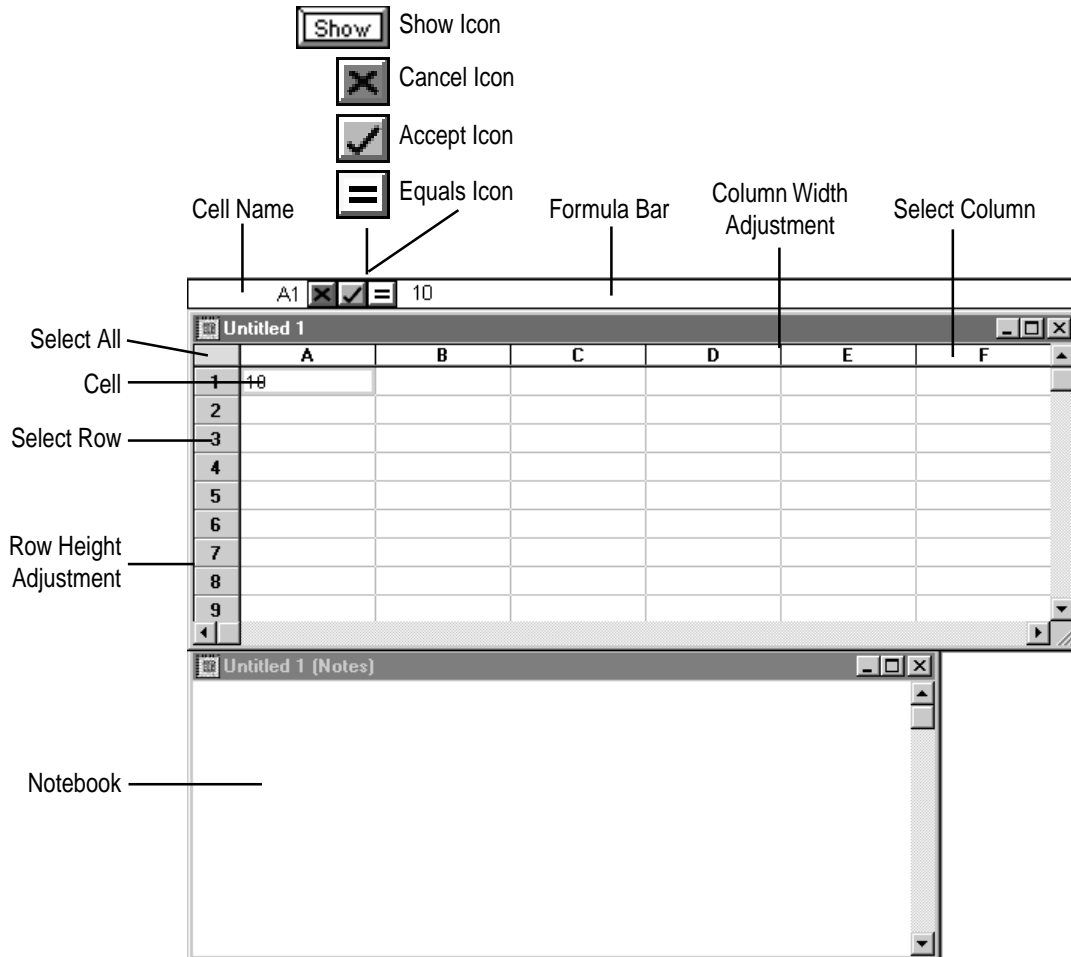 Show Show Icon
Cancel Icon
Accept Icon
= Equals Icon
Cell Name
Formula Bar
Column Width
Adjustment
Select Column
A1 = 10
Untitled 1
Select All
A B C D E F
Cell
1 10
2
Select Row
3
4
5
6
Row Height
Adjustment
7
8
9
Untitled 1 (Notes)
Notebook